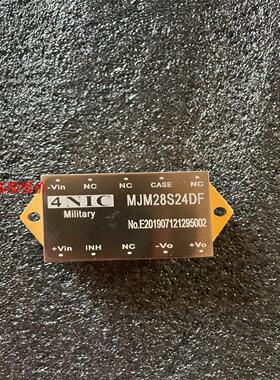 -Vin NC NC CASE NC
4NIC MJM28S24DF
Military No.E201907121295002
+Vin INH NC -Vo +Vo